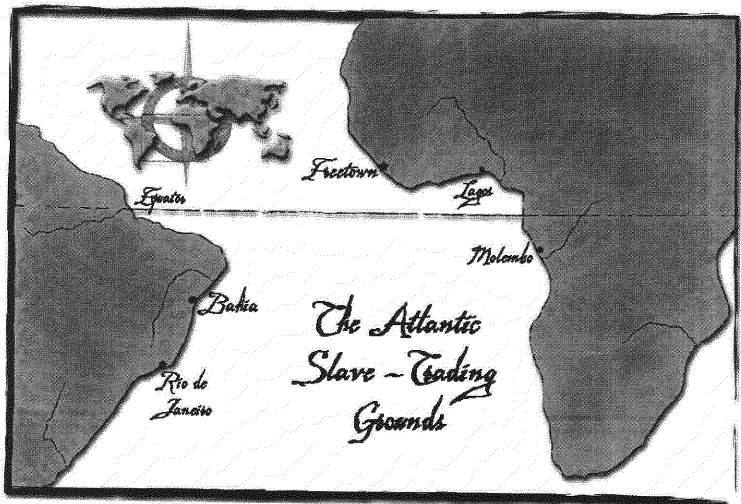 Freetown
Lagos
Equator
Molembo
Bahia
The Atlantic
Slave-Trading
Grounds
Rio de
Janeiro